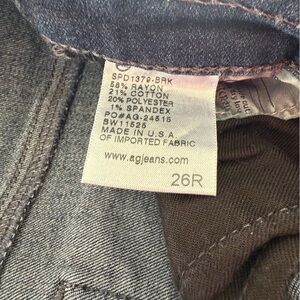 SPD1379-BRK
58% RAYON
21% COTTON
20% POLYESTER
1% SPANDEX
PO#AG-24515
BW11525
MADE IN U.S.A
OF IMPORTED FABRIC
www.agjeans.com
26R